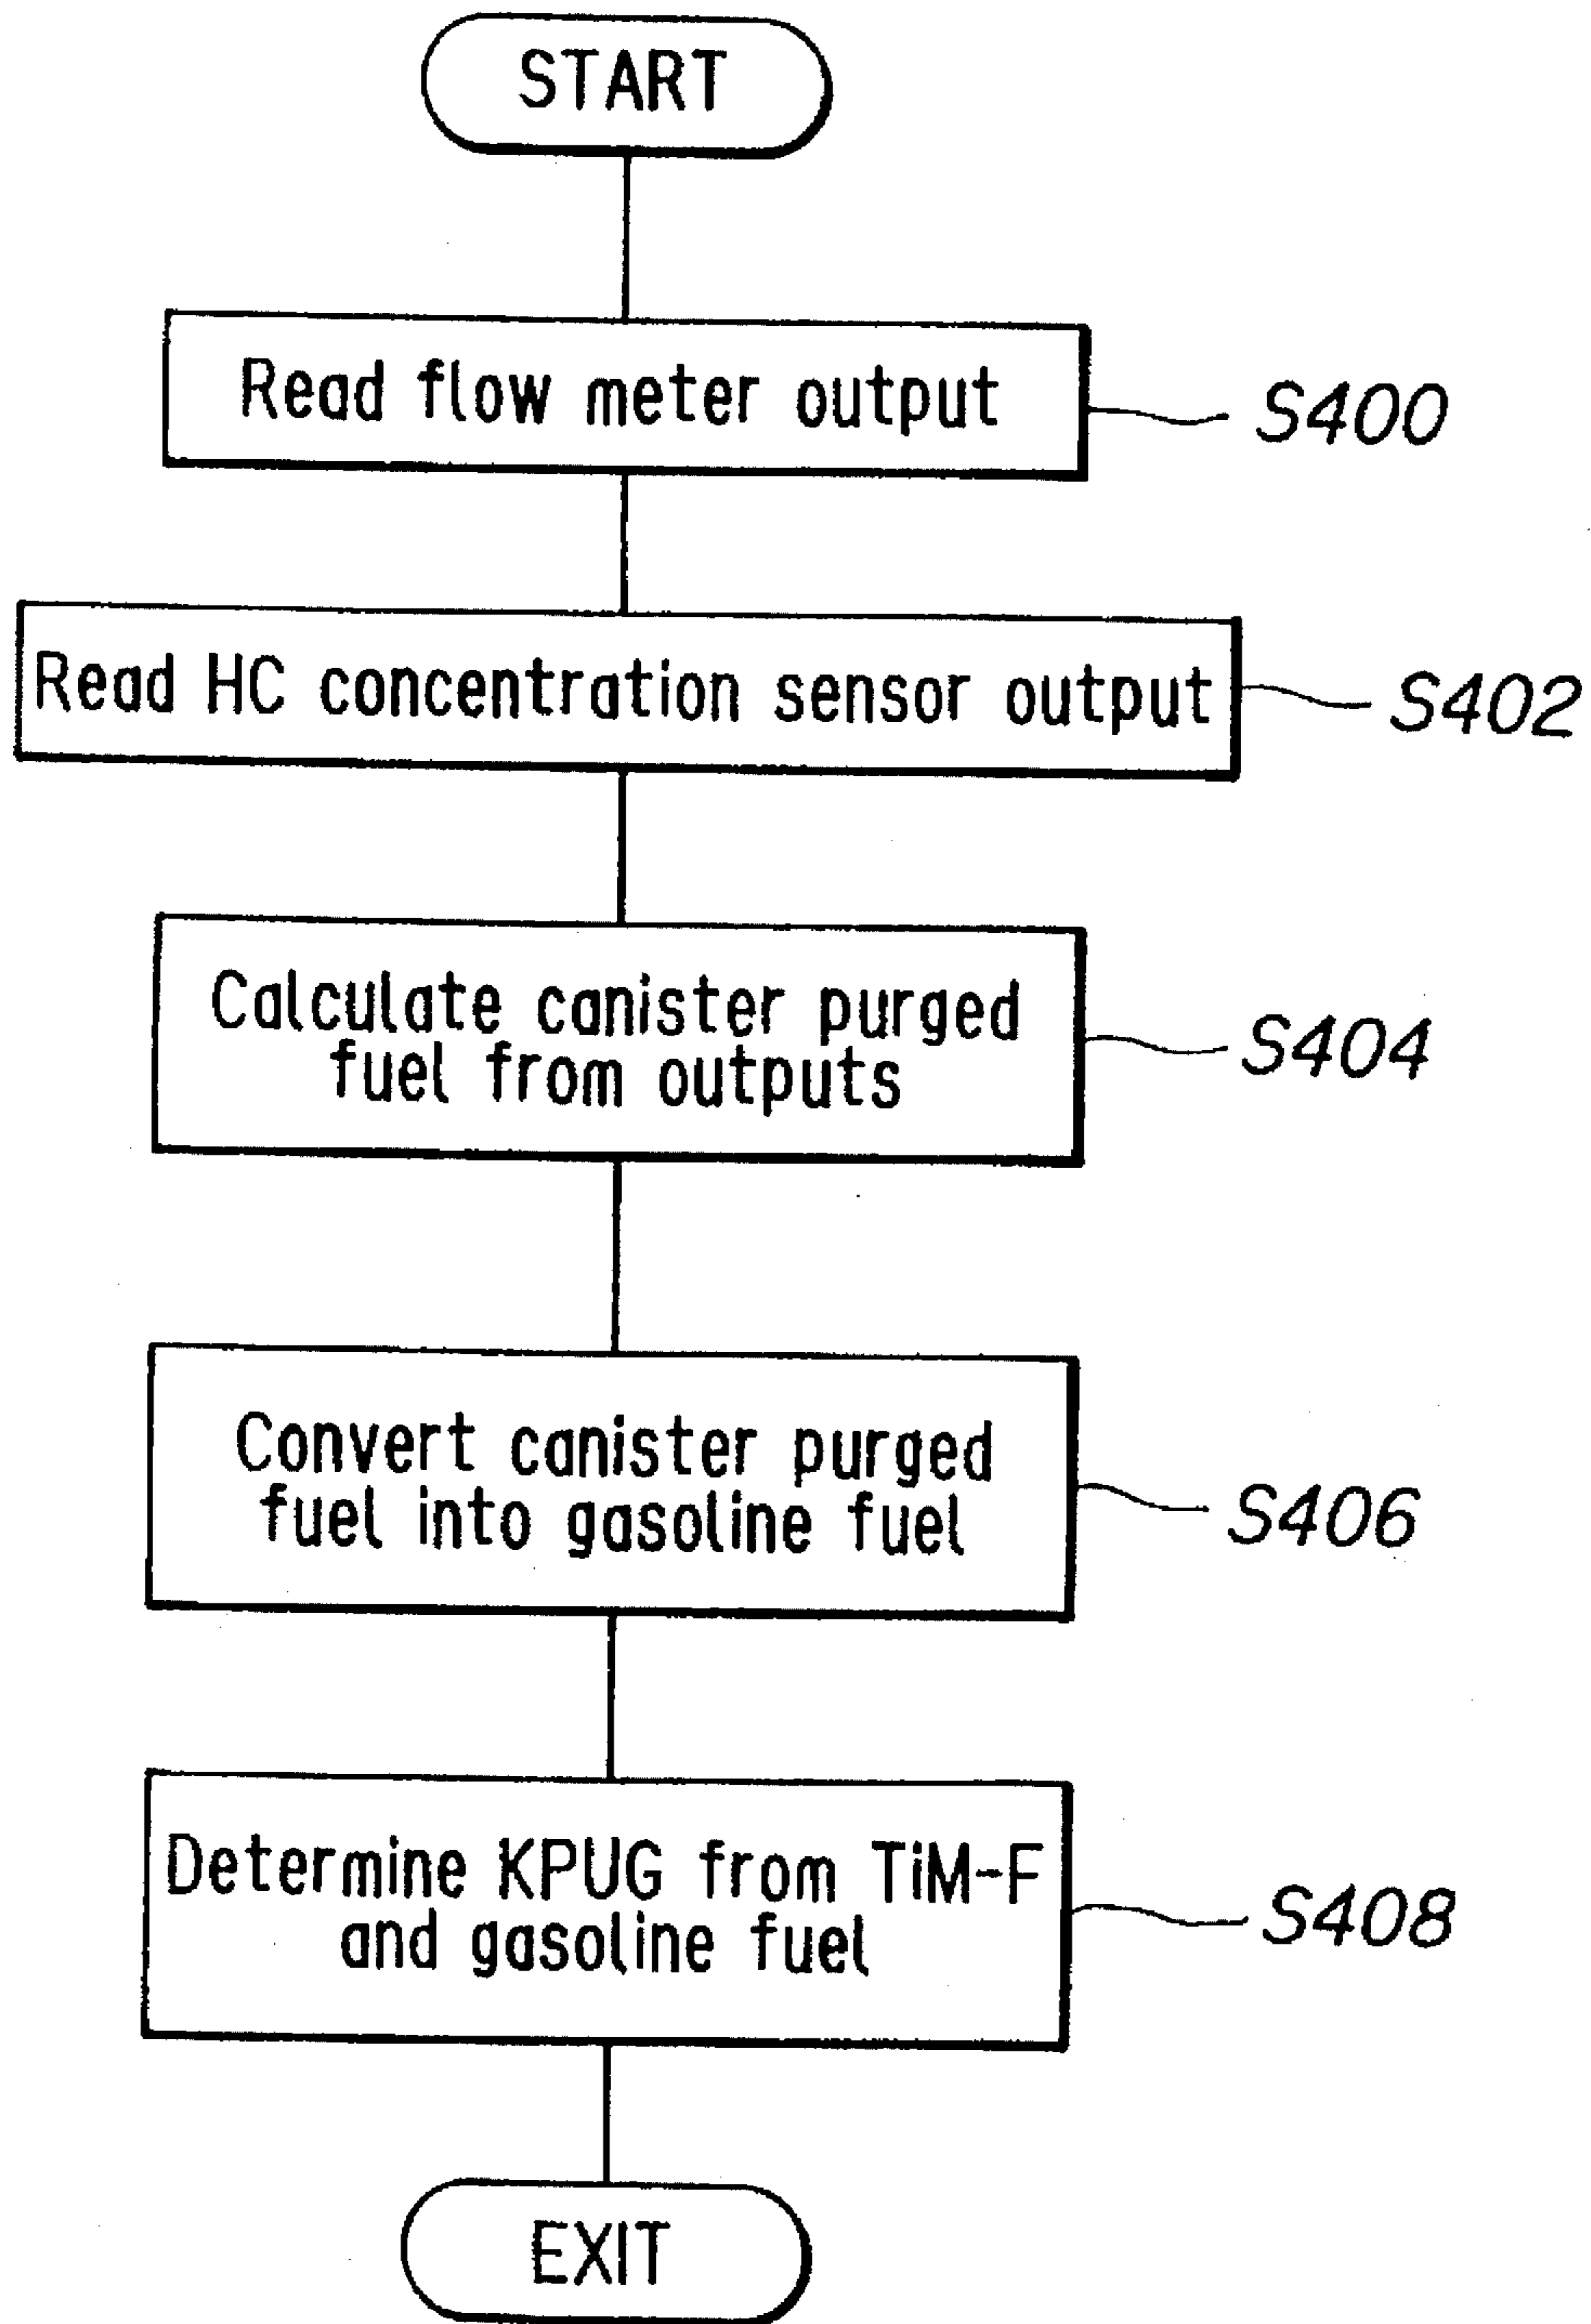 START
Read flow meter output
S400
Read HC concentration sensor output
S402
Calculate canister purged
fuel from outputs
S404
Convert canister purged
fuel into gasoline fuel
S406
Determine KPUG from TiM-F
and gasoline fuel
S408
EXIT